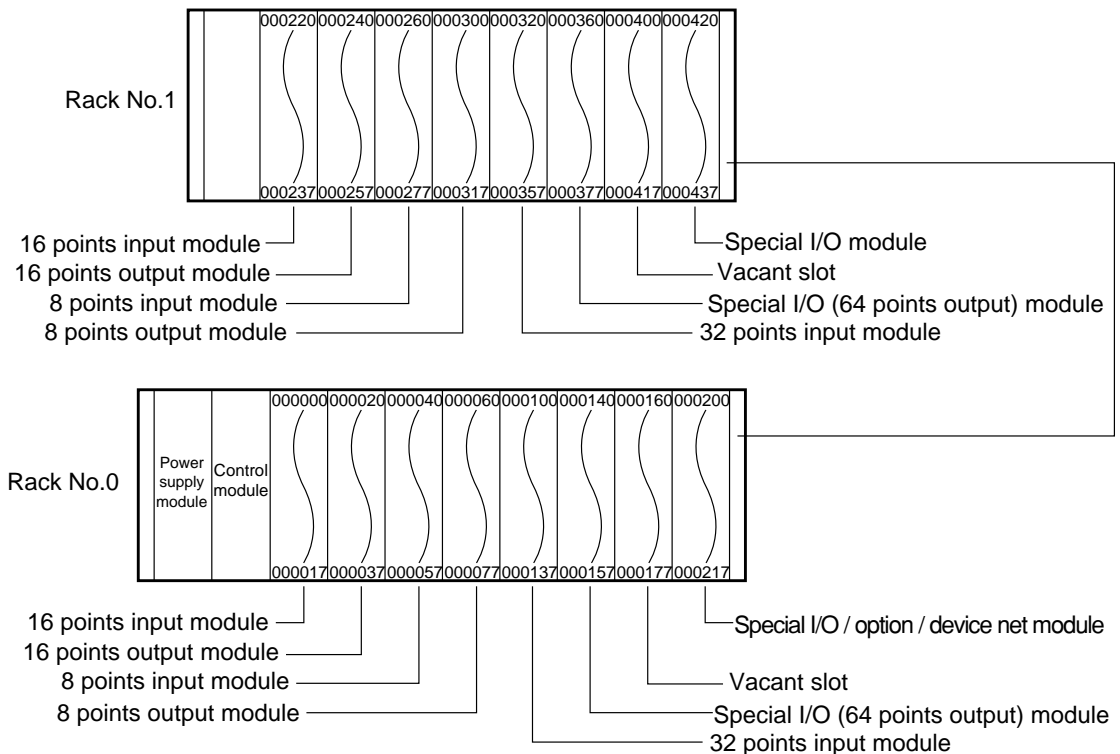 000220 000240 000260 000300 000320 000360 000400 000420
Rack No.1
000237 000257 000277 000317 000357 000377 000417 000437
16 points input module
16 points output module
8 points input module
8 points output module
Special I/O module
Vacant slot
Special I/O (64 points output) module
32 points input module
000000 000020 000040 000060 000100 000140 000160 000200
Rack No.0
Power
supply
module
Control
module
000017 000037 000057 000077 000137 000157 000177 000217
16 points input module
16 points output module
8 points input module
8 points output module
Special I/O / option / device net module
Vacant slot
Special I/O (64 points output) module
32 points input module